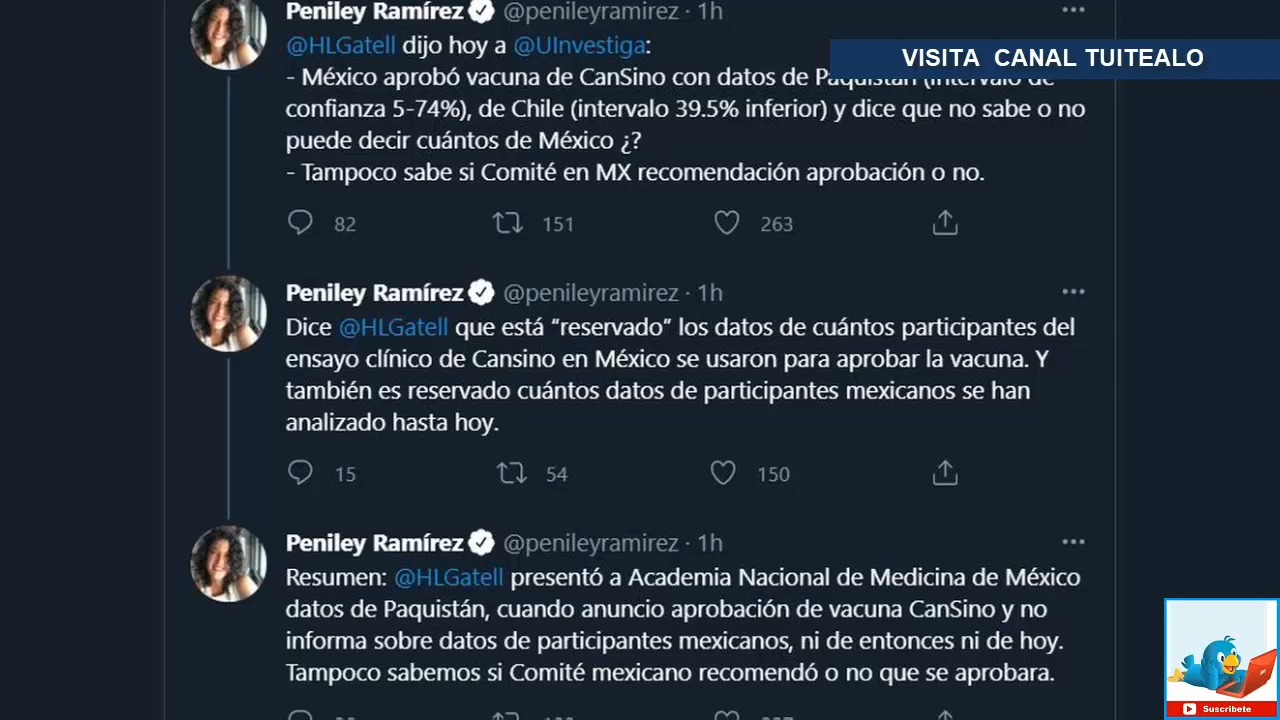 Peniley Ramírez @penileyramirez · 1h
@HLGatell dijo hoy a @UInvestiga:
VISITA CANAL TUITEALO
- México aprobó vacuna de CanSino con datos de Paquistán (intervalo de
confianza 5-74%), de Chile (intervalo 39.5% inferior) y dice que no sabe o no
puede decir cuántos de México ¿?
- Tampoco sabe si Comité en MX recomendación aprobación o no.
82 151 263
Peniley Ramírez @penileyramirez · 1h
Dice @HLGatell que está “reservado” los datos de cuántos participantes del
ensayo clínico de Cansino en México se usaron para aprobar la vacuna. Y
también es reservado cuántos datos de participantes mexicanos se han
analizado hasta hoy.
15 54 150
Peniley Ramírez @penileyramirez · 1h
Resumen: @HLGatell presentó a Academia Nacional de Medicina de México
datos de Paquistán, cuando anuncio aprobación de vacuna CanSino y no
informa sobre datos de participantes mexicanos, ni de entonces ni de hoy.
Tampoco sabemos si Comité mexicano recomendó o no que se aprobara.
Suscribete